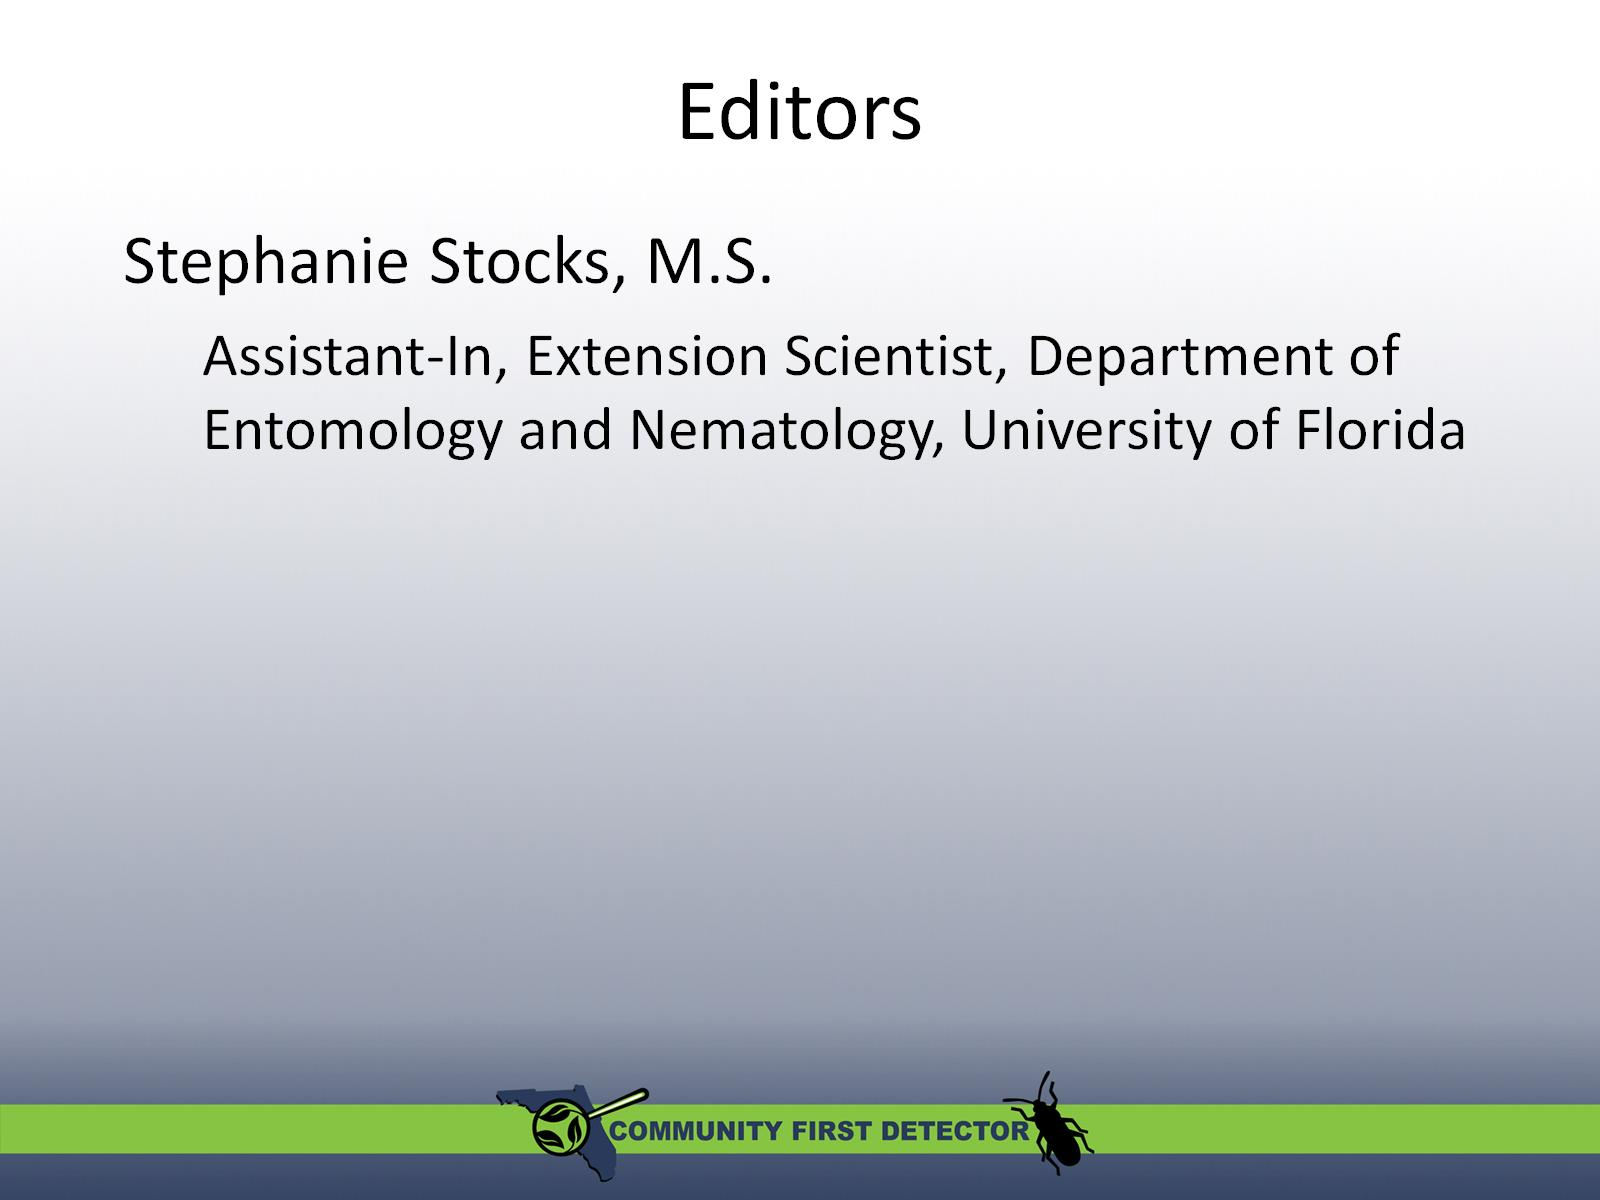 Editors
Stephanie Stocks, M.S.
Assistant-In, Extension Scientist, Department of
Entomology and Nematology, University of Florida
COMMUNITY FIRST DETECTOR